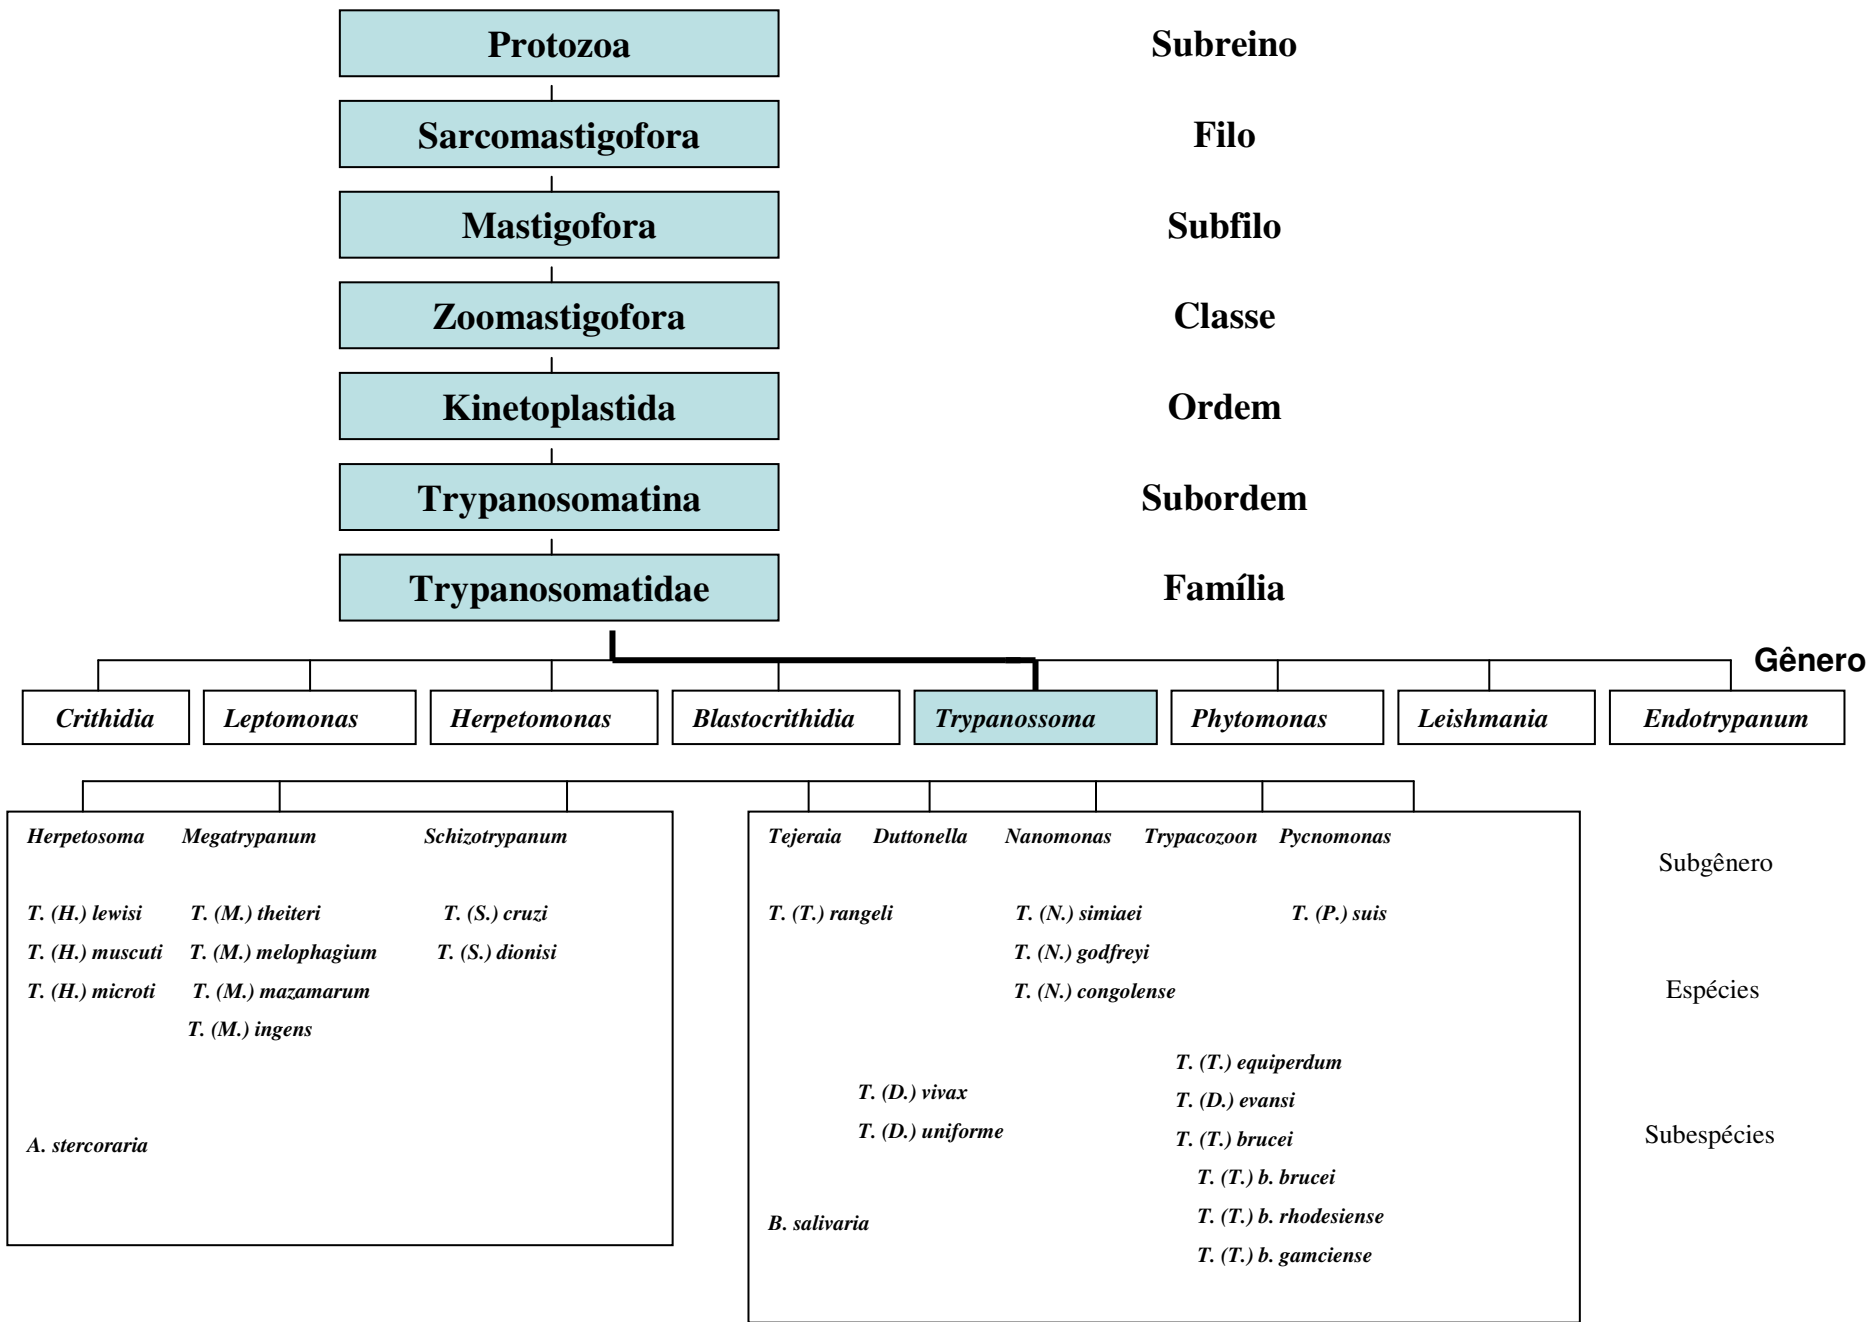 Protozoa Subreino
Sarcomastigofora Filo
Mastigofora Subfilo
Zoomastigofora Classe
Kinetoplastida Ordem
Trypanosomatina Subordem
Trypanosomatidae Família
Gênero
Crithidia Leptomonas Herpetomonas Blastocrithidia Trypanossoma Phytomonas Leishmania Endotrypanum
Herpetosoma Megatrypanum Schizotrypanum Tejeraia Duttonella Nanomonas Trypacozoon Pycnomonas
Subgênero
T. (H.) lewisi T. (M.) theiteri T. (S.) cruzi T. (T.) rangeli T. (N.) simiaei T. (P.) suis
T. (H.) muscuti T. (M.) melophagium T. (S.) dionisi T. (N.) godfreyi
T. (H.) microti T. (M.) mazamarum T. (N.) congolense Espécies
T. (M.) ingens
T. (T.) equiperdum
T. (D.) vivax T. (D.) evansi
T. (D.) uniforme T. (T.) brucei Subespécies
A. stercoraria
T. (T.) b. brucei
B. salivaria T. (T.) b. rhodesiense
T. (T.) b. gamciense